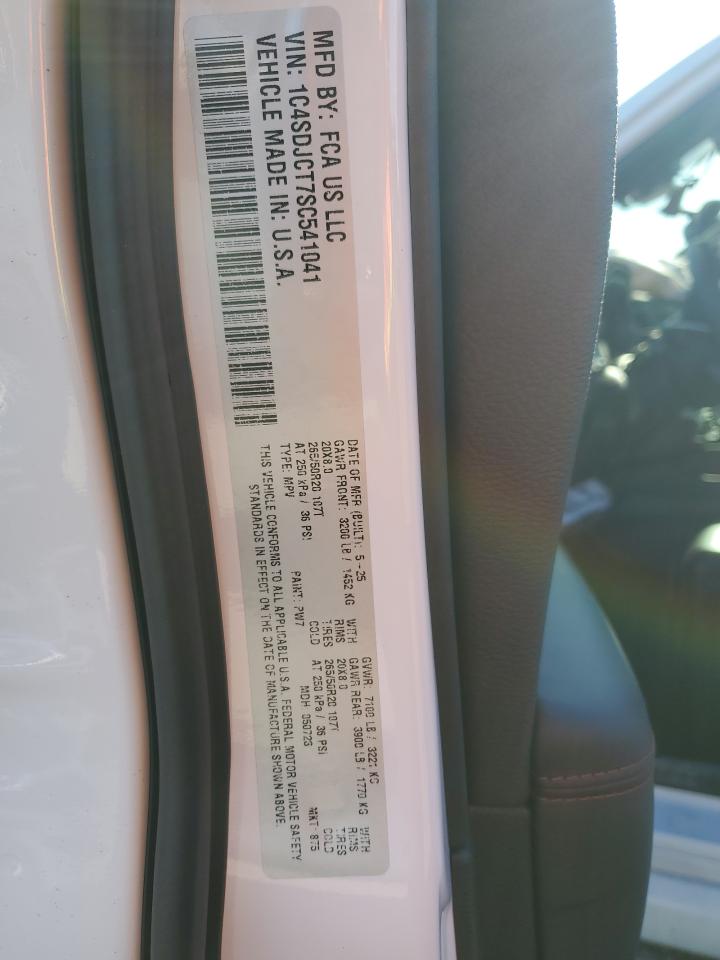 MFD BY: FCA US LLC
VIN: 1C4SDJCT7SC541041
VEHICLE MADE IN: U.S.A.
DATE OF MFR (BUILT): 5-25 GVWR: 7100 LB / 3221 KG
GAWR FRONT: 3200 LB / 1452 KG WITH GAWR REAR: 3900 LB / 1770 KG WITH
20X8.0 RIMS 20X8.0 RIMS
265/50R20 107T TIRES 265/50R20 107T TIRES
AT 250 kPa / 36 PSI COLD AT 250 kPa / 36 PSI COLD
TYPE: MPV PAINT: PW7 MDH 050723 MKT 875
THIS VEHICLE CONFORMS TO ALL APPLICABLE U.S.A. FEDERAL MOTOR VEHICLE SAFETY
STANDARDS IN EFFECT ON THE DATE OF MANUFACTURE SHOWN ABOVE.